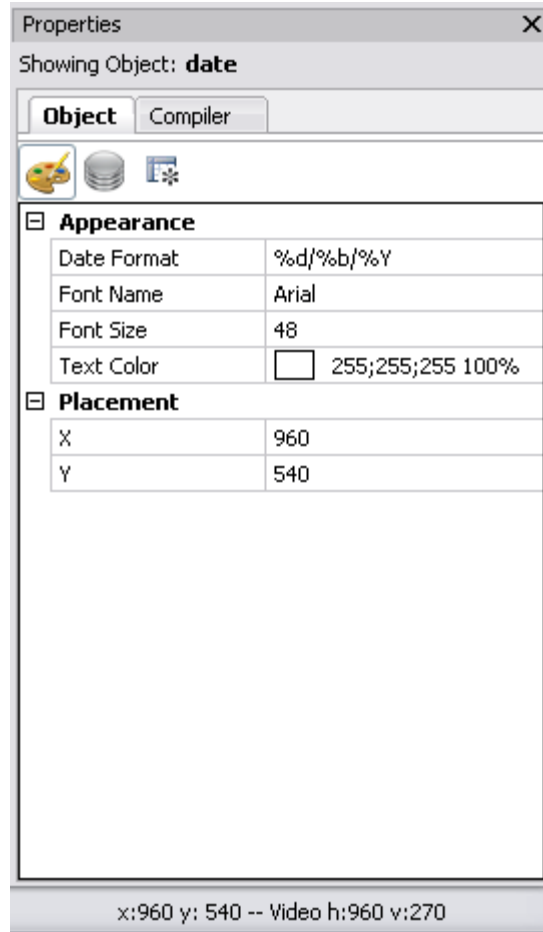 Properties
Showing Object: date
Object Compiler
Appearance
Date Format %d/%b/%Y
Font Name Arial
Font Size 48
Text Color 255;255;255 100%
Placement
X 960
Y 540
x:960 y: 540 -- Video h:960 v:270